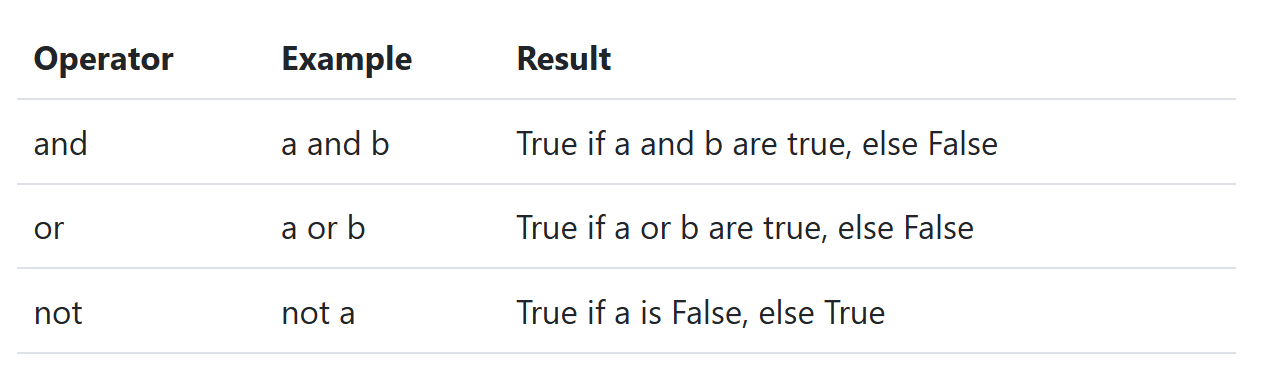 Operator Example Result
and a and b True if a and b are true, else False
or a or b True if a or b are true, else False
not not a True if a is False, else True